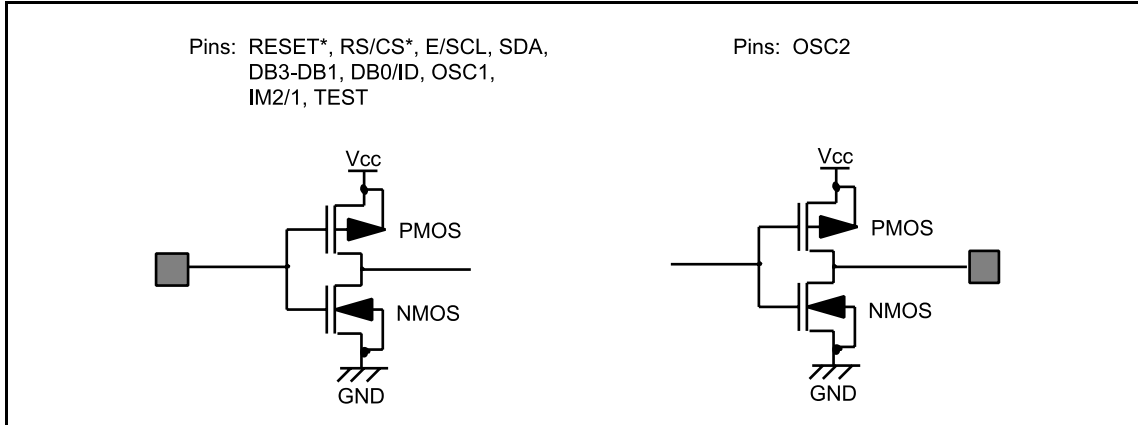 Pins: RESET*, RS/CS*, E/SCL, SDA,
DB3-DB1, DB0/ID, OSC1,
IM2/1, TEST
Pins: OSC2
Vcc
PMOS
NMOS
GND
Vcc
PMOS
NMOS
GND